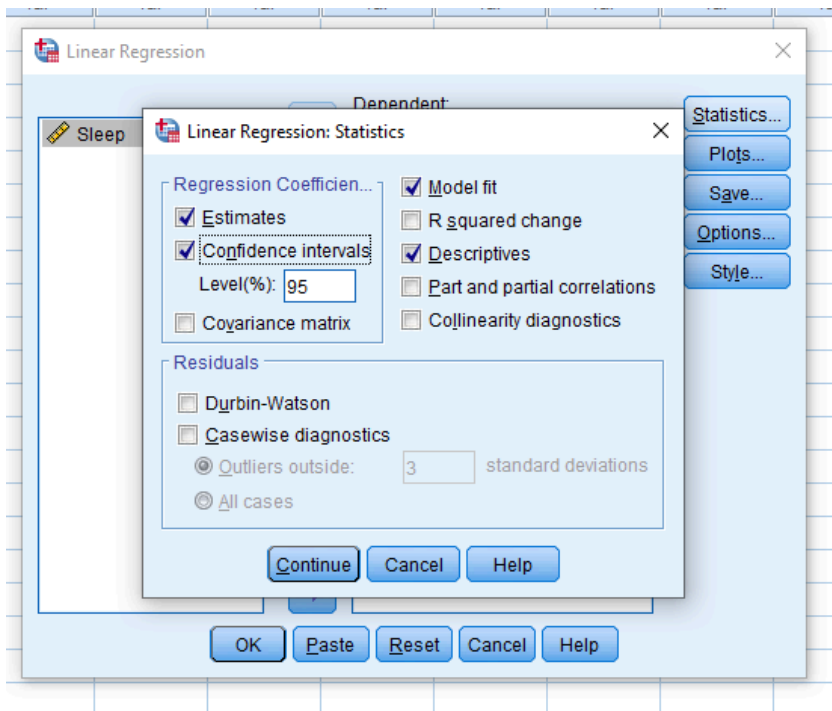 Linear Regression
Dependent:
Sleep
Statistics...
Plots...
Save...
Options...
Style...
Linear Regression: Statistics
Regression Coefficien...
Estimates
Confidence intervals
Level(%): 95
Covariance matrix
Model fit
R squared change
Descriptives
Part and partial correlations
Collinearity diagnostics
Residuals
Durbin-Watson
Casewise diagnostics
Outliers outside: 3 standard deviations
All cases
Continue Cancel Help
OK Paste Reset Cancel Help